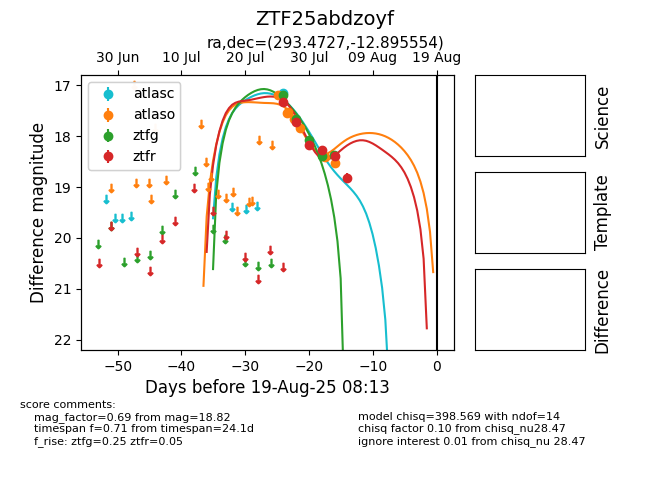 ZTF25abdzoyf
ra,dec=(293.4727,-12.895554)
30 Jun 10 Jul 20 Jul 30 Jul 09 Aug 19 Aug
17
18
19
20
21
22
Difference magnitude
atlasc
atlaso
ztfg
ztfr
−50 −40 −30 −20 −10 0
Days before 19-Aug-25 08:13
Science
Template
Difference
score comments:
mag_factor=0.69 from mag=18.82
timespan f=0.71 from timespan=24.1d
f_rise: ztfg=0.25 ztfr=0.05
model chisq=398.569 with ndof=14
chisq factor 0.10 from chisq_nu28.47
ignore interest 0.01 from chisq_nu 28.47